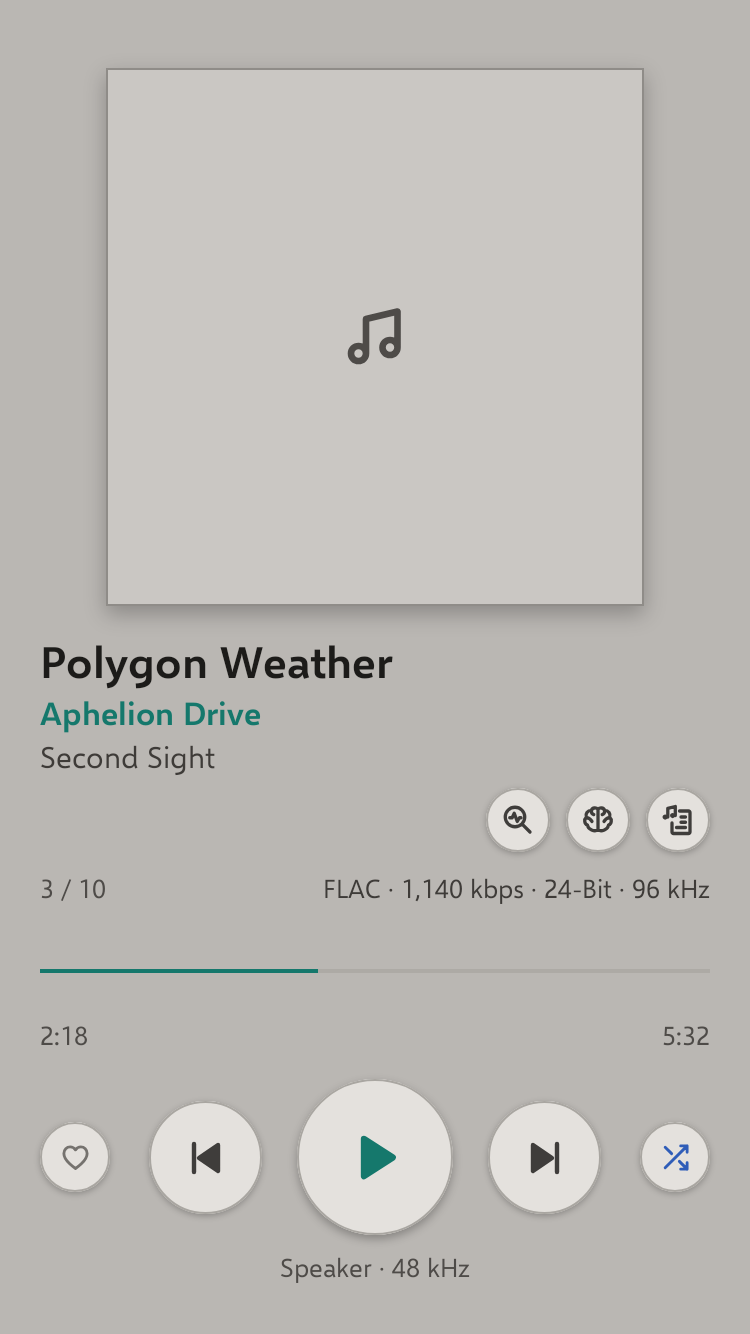 Polygon Weather
Aphelion Drive
Second Sight
3 / 10
FLAC · 1,140 kbps · 24-Bit · 96 kHz
2:18
5:32
Speaker · 48 kHz